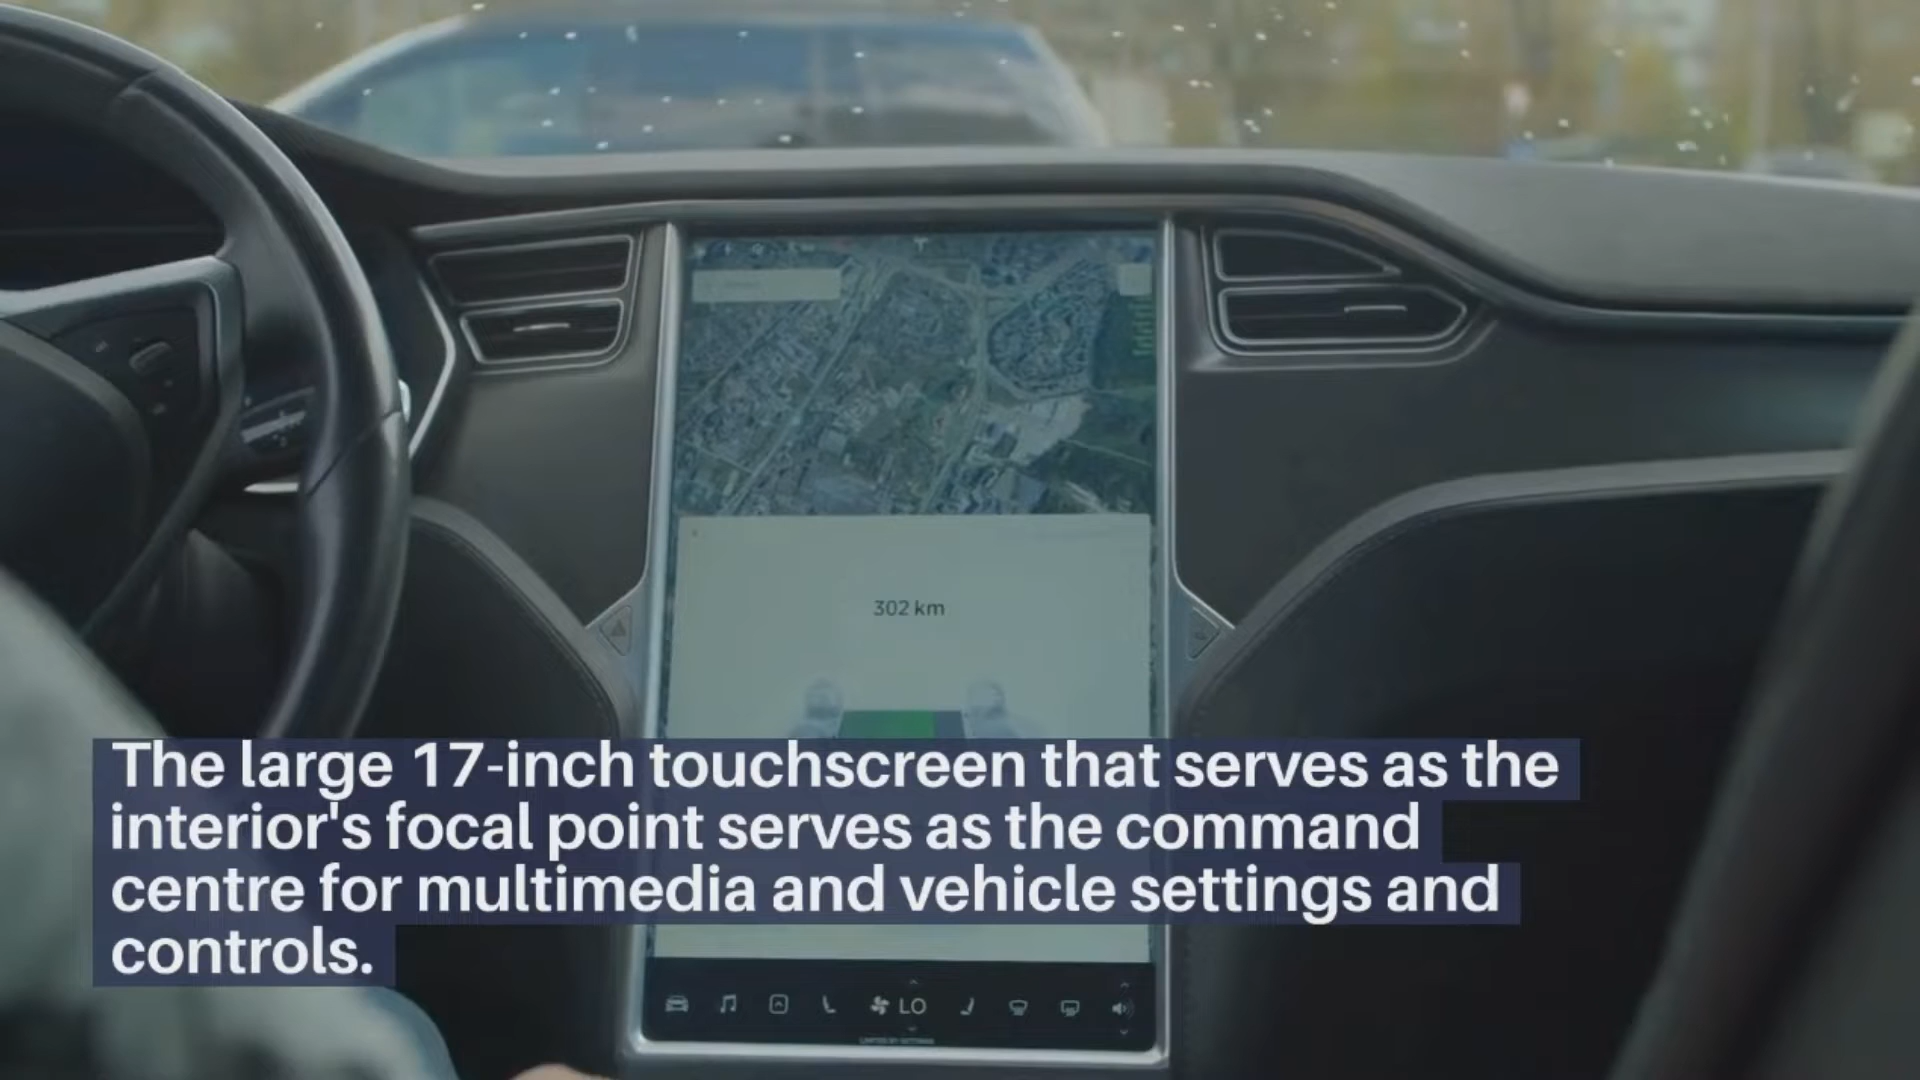 302 km
The large 17-inch touchscreen that serves as the
interior's focal point serves as the command
centre for multimedia and vehicle settings and
controls.
LO